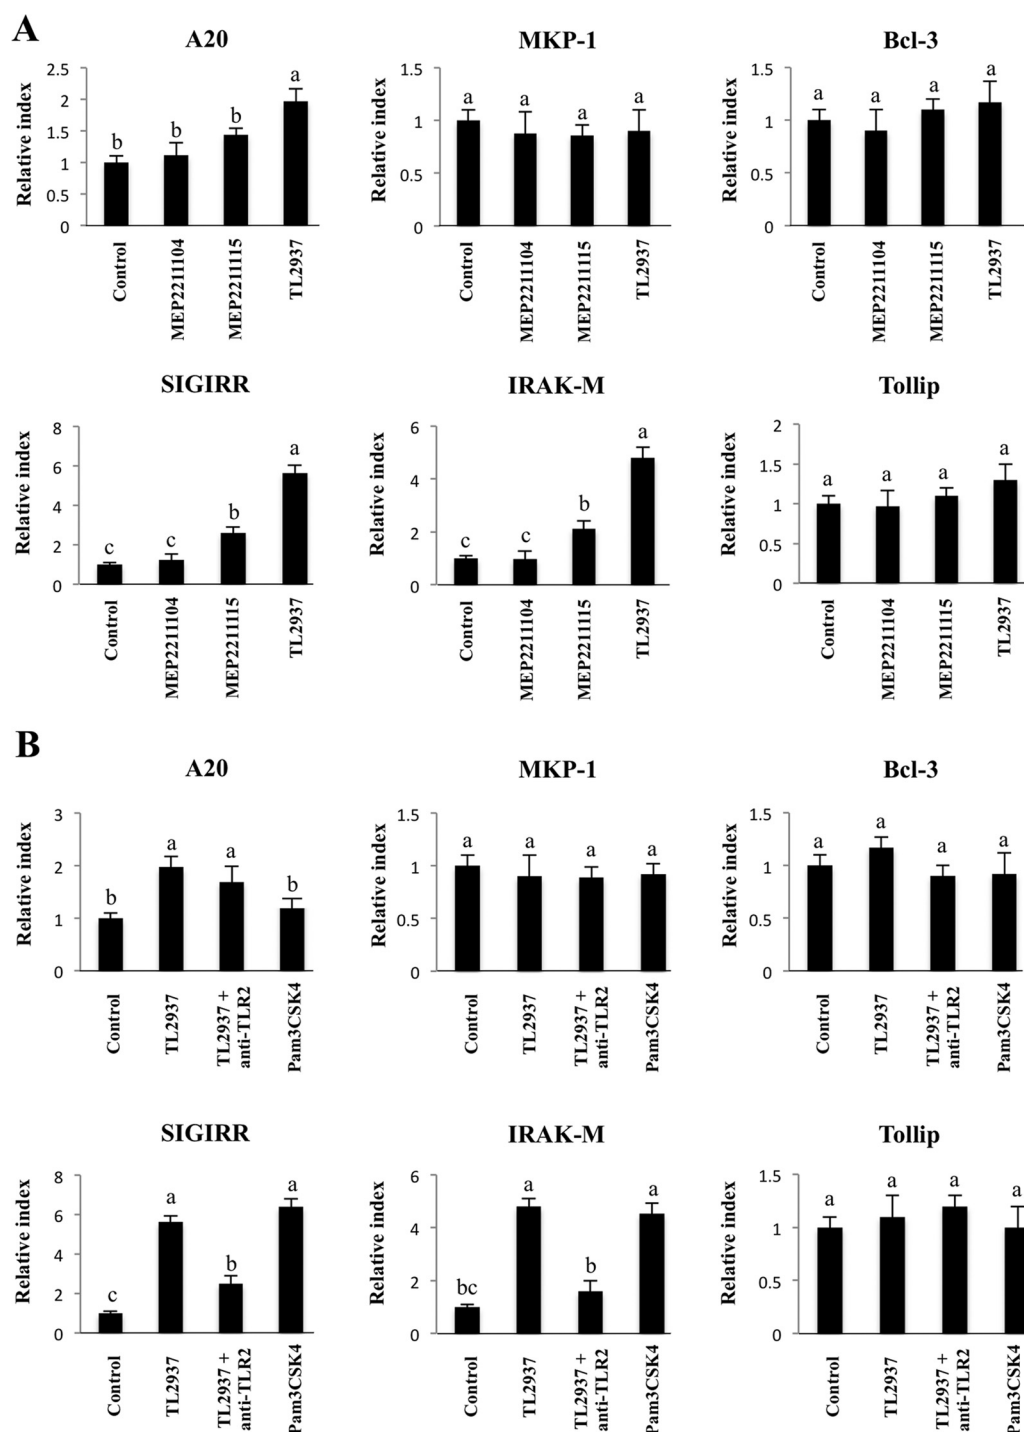 A
A20 MKP-1 Bcl-3
Relative index
2.5
2
1.5
1
0.5
0
b b b a
Control MEP2211104 MEP2211115 TL2937
Relative index
1.5
1
0.5
0
a a a a
Control MEP2211104 MEP2211115 TL2937
Relative index
1.5
1
0.5
0
a a a a
Control MEP2211104 MEP2211115 TL2937
SIGIRR IRAK-M Tollip
Relative index
8
6
4
2
0
c c b a
Control MEP2211104 MEP2211115 TL2937
Relative index
6
4
2
0
c c b a
Control MEP2211104 MEP2211115 TL2937
Relative index
2
1.5
1
0.5
0
a a a a
Control MEP2211104 MEP2211115 TL2937
B
A20 MKP-1 Bcl-3
Relative index
3
2
1
0
b a a b
Control TL2937 TL2937 + anti-TLR2 Pam3CSK4
Relative index
1.5
1
0.5
0
a a a a
Control TL2937 TL2937 + anti-TLR2 Pam3CSK4
Relative index
1.5
1
0.5
0
a a a a
Control TL2937 TL2937 + anti-TLR2 Pam3CSK4
SIGIRR IRAK-M Tollip
Relative index
8
6
4
2
0
c a b a
Control TL2937 TL2937 + anti-TLR2 Pam3CSK4
Relative index
6
4
2
0
bc a b a
Control TL2937 TL2937 + anti-TLR2 Pam3CSK4
Relative index
1.5
1
0.5
0
a a a a
Control TL2937 TL2937 + anti-TLR2 Pam3CSK4